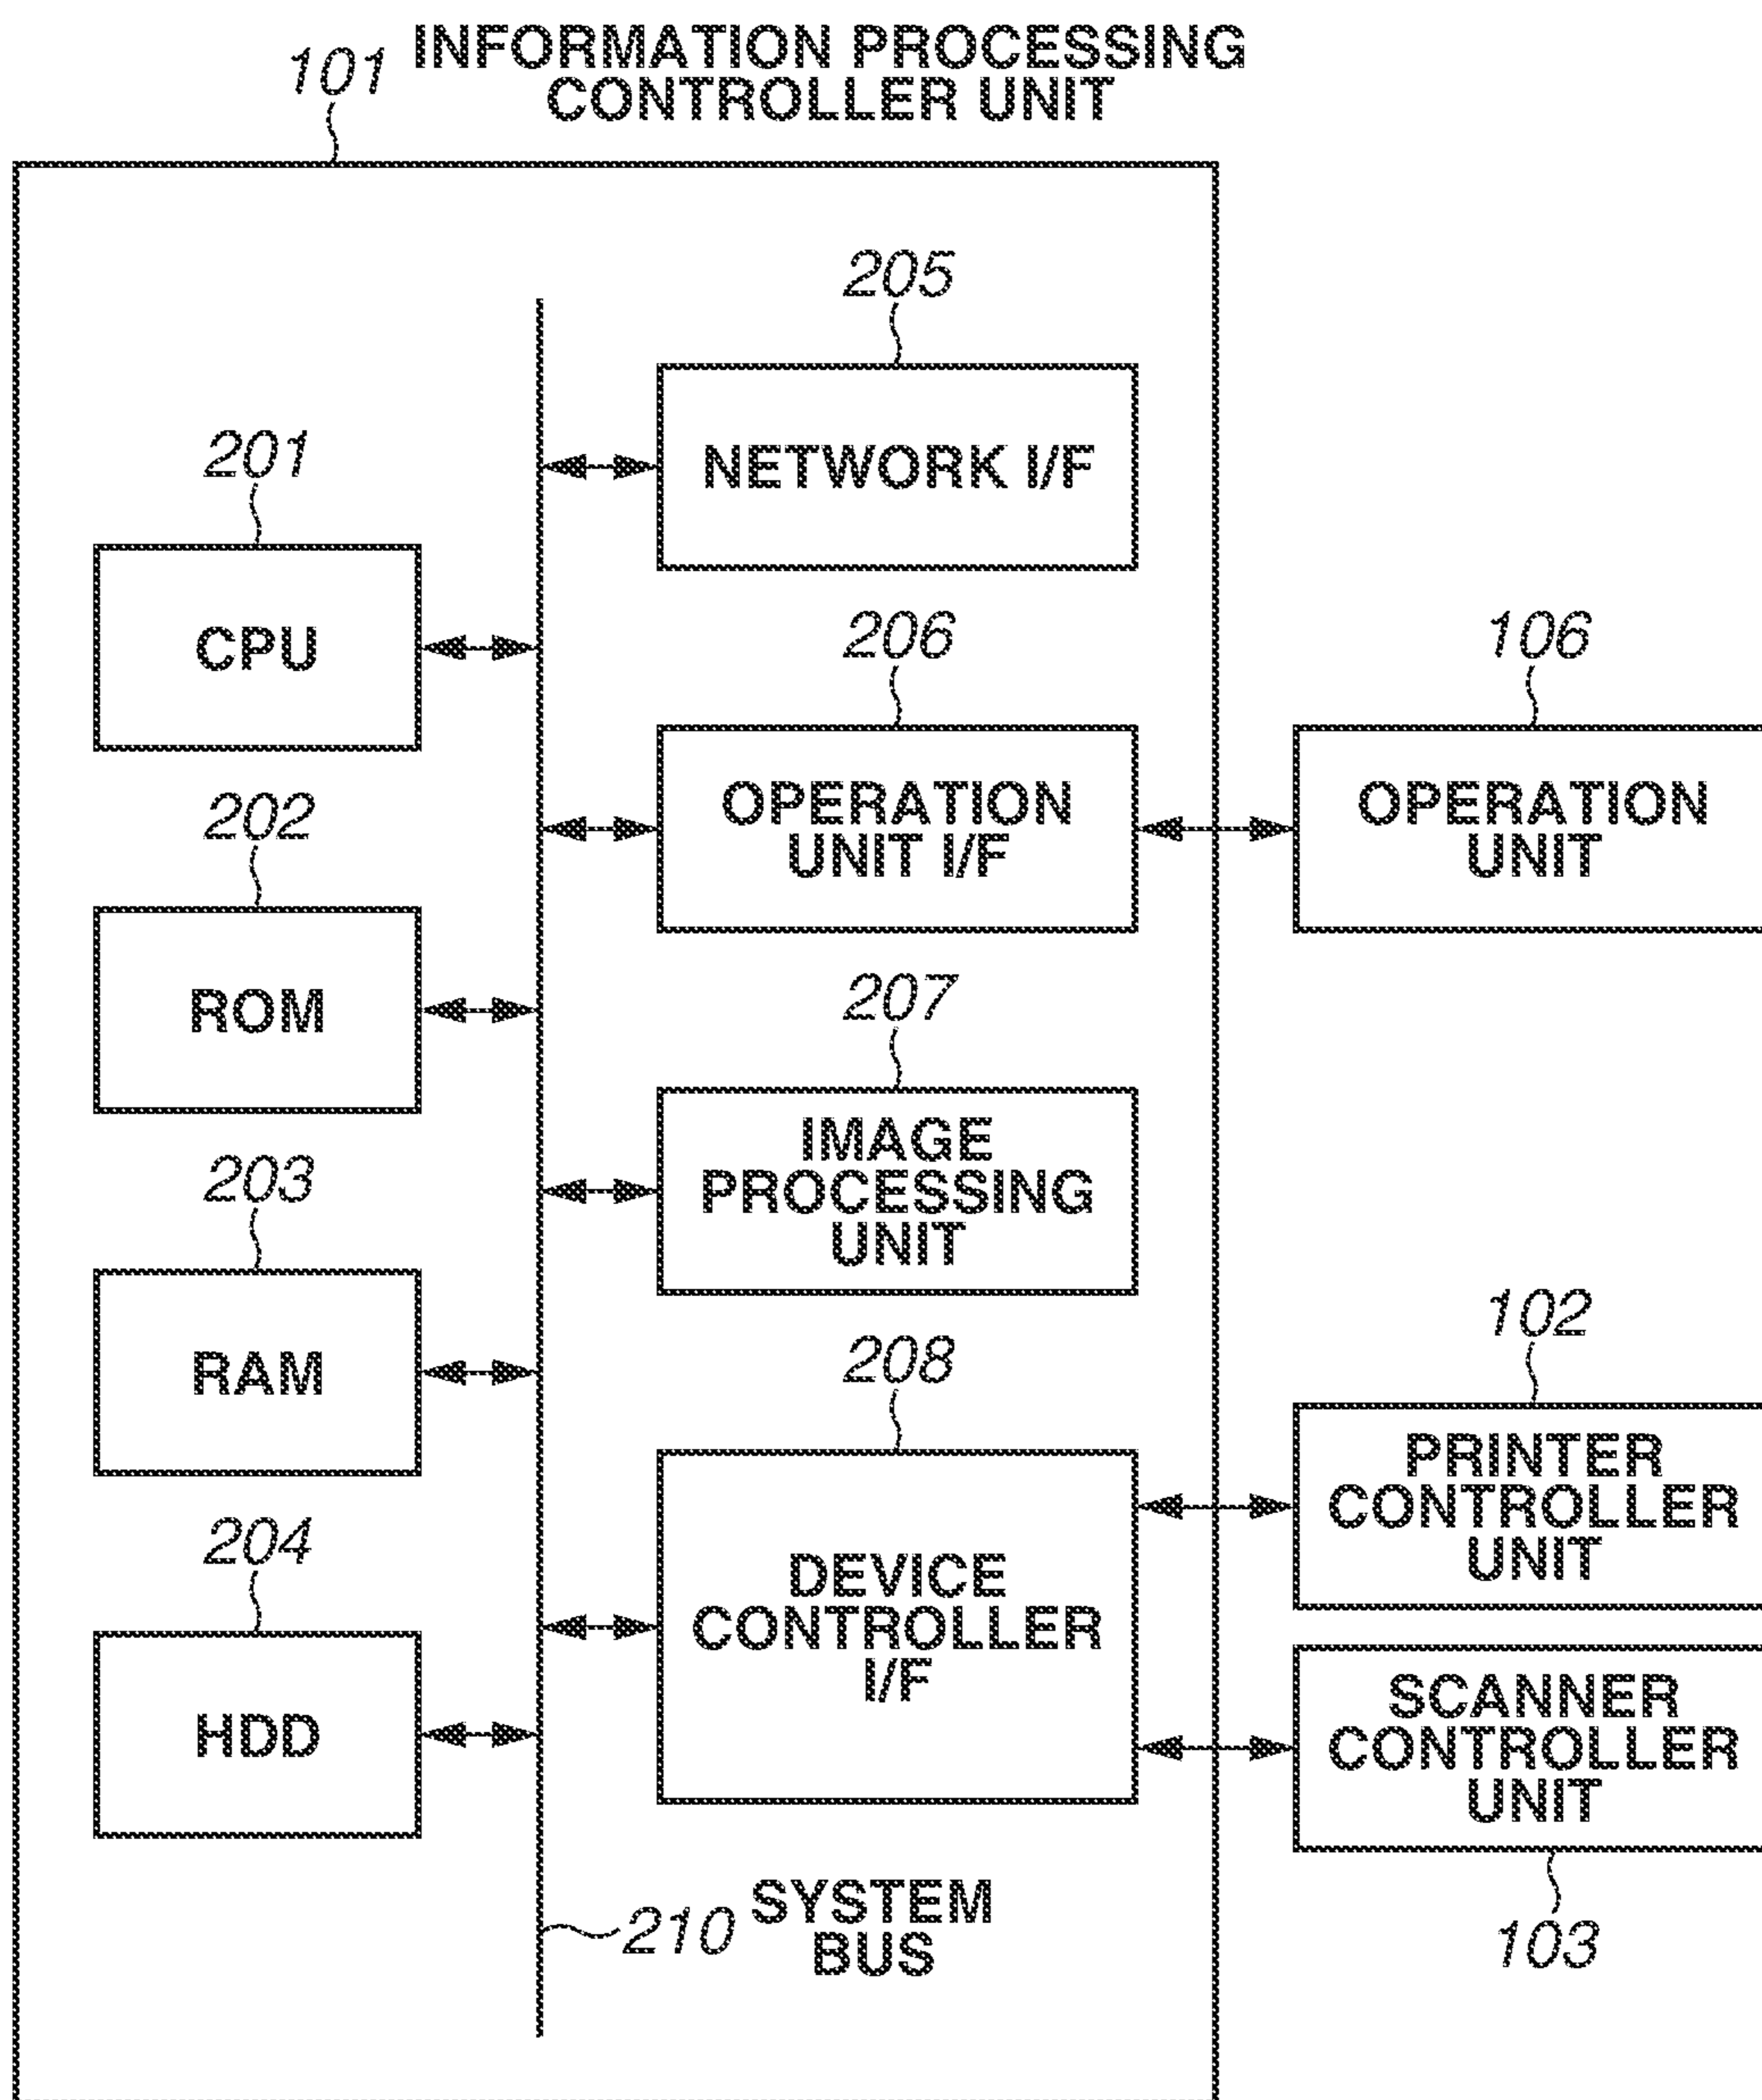 101
INFORMATION PROCESSING
CONTROLLER UNIT
205
NETWORK I/F
201
CPU
206
OPERATION
UNIT I/F
106
OPERATION
UNIT
202
ROM
207
IMAGE
PROCESSING
UNIT
203
RAM
208
DEVICE
CONTROLLER
I/F
102
PRINTER
CONTROLLER
UNIT
204
HDD
SCANNER
CONTROLLER
UNIT
103
210
SYSTEM
BUS